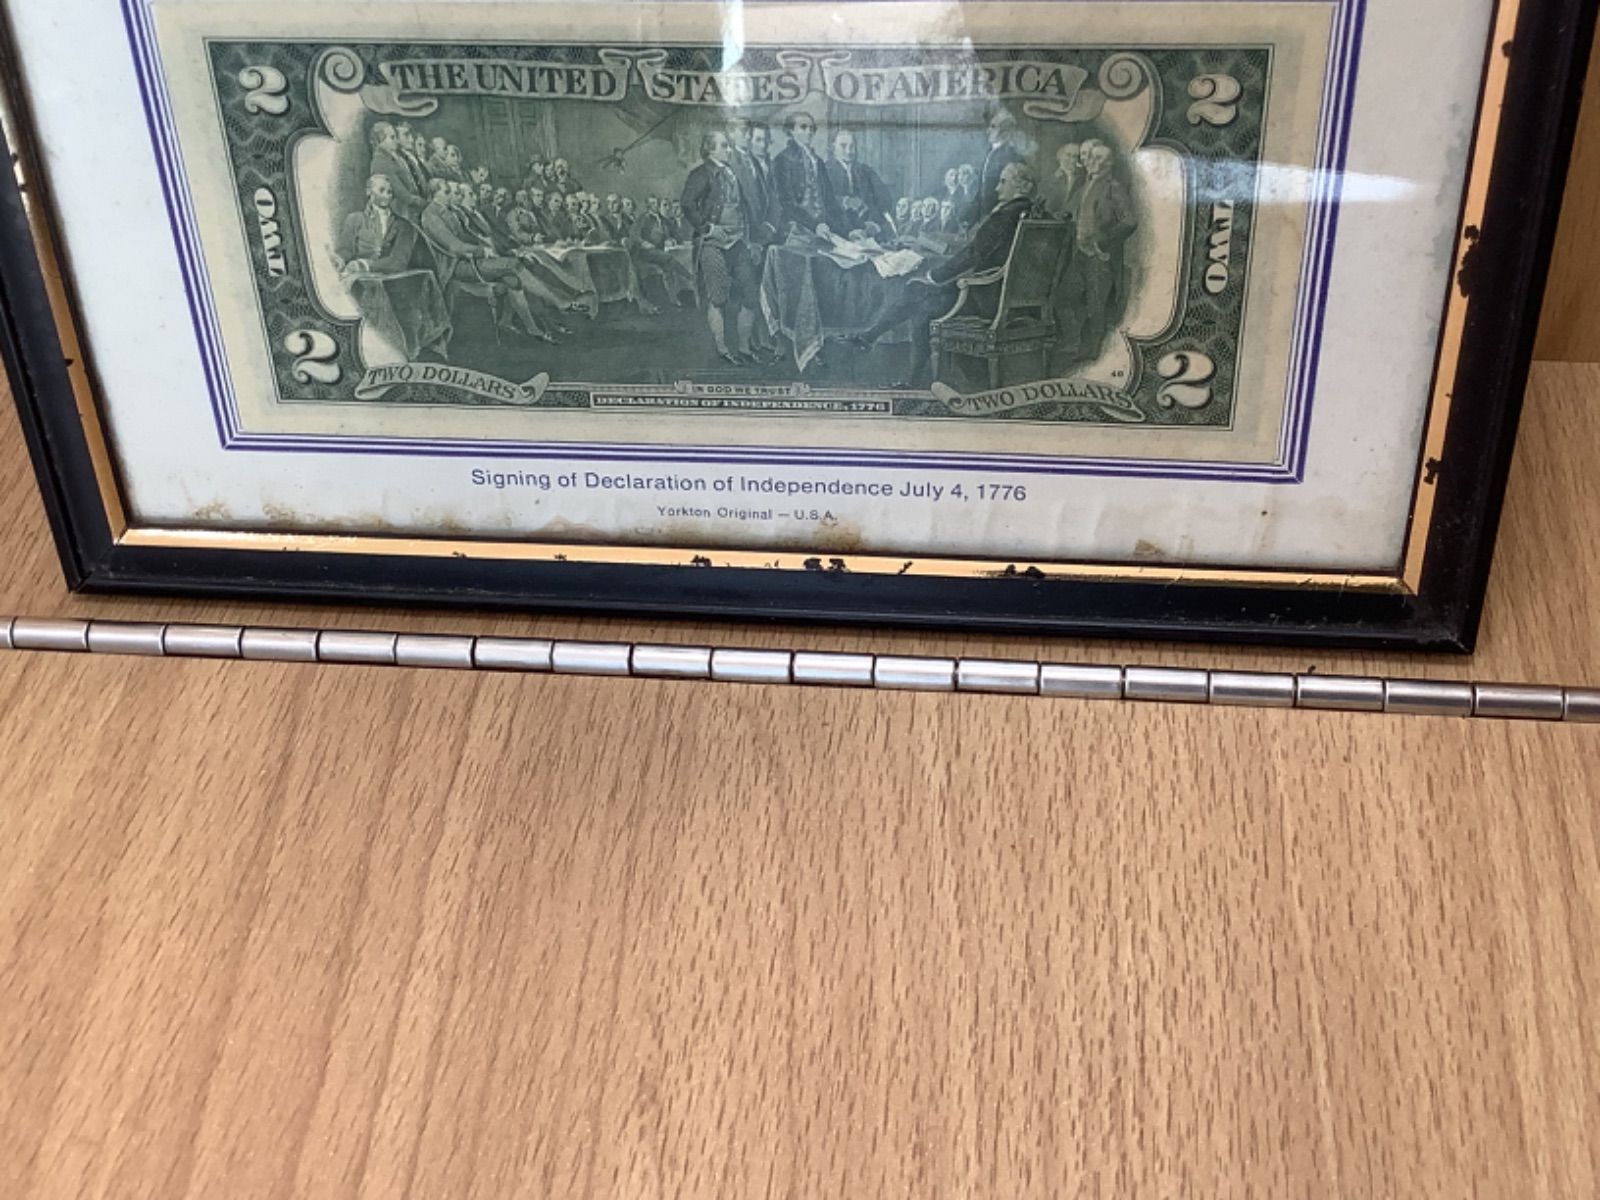 2 THE UNITED STATES OF AMERICA 2
TWO
TWO
2
2
TWO DOLLARS
IN GOD WE TRUST
DECLARATION OF INDEPENDENCE, 1776
48
TWO DOLLARS
Signing of Declaration of Independence July 4, 1776
Yorkton Original — U.S.A.